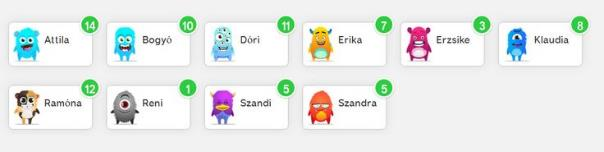 14 10 11 7 3 8
Attila Bogyó Dóri Erika Erzsike Klaudia
12 1 5 5
Ramóna Reni Szandi Szandra